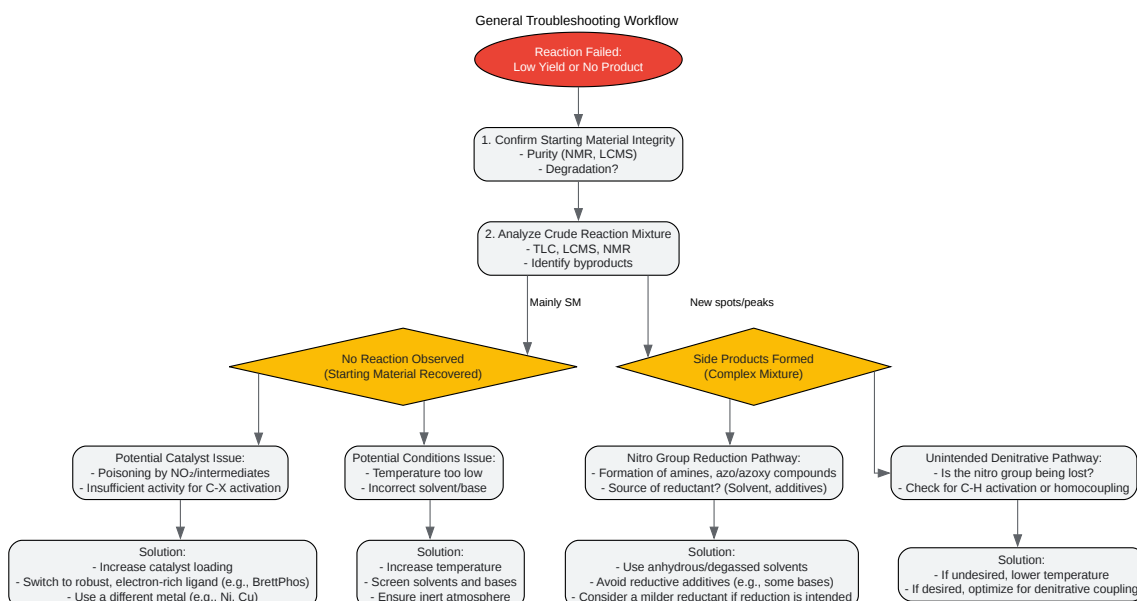 General Troubleshooting Workflow
Reaction Failed:
Low Yield or No Product
1. Confirm Starting Material Integrity
- Purity (NMR, LCMS)
- Degradation?
2. Analyze Crude Reaction Mixture
- TLC, LCMS, NMR
- Identify byproducts
Mainly SM
New spots/peaks
No Reaction Observed
(Starting Material Recovered)
Side Products Formed
(Complex Mixture)
Potential Catalyst Issue:
- Poisoning by NO₂/intermediates
- Insufficient activity for C-X activation
Potential Conditions Issue:
- Temperature too low
- Incorrect solvent/base
Nitro Group Reduction Pathway:
- Formation of amines, azo/azoxy compounds
- Source of reductant? (Solvent, additives)
Unintended Denitrative Pathway:
- Is the nitro group being lost?
- Check for C-H activation or homocoupling
Solution:
- Increase catalyst loading
- Switch to robust, electron-rich ligand (e.g., BrettPhos)
- Use a different metal (e.g., Ni, Cu)
Solution:
- Increase temperature
- Screen solvents and bases
- Ensure inert atmosphere
Solution:
- Use anhydrous/degassed solvents
- Avoid reductive additives (e.g., some bases)
- Consider a milder reductant if reduction is intended
Solution:
- If undesired, lower temperature
- If desired, optimize for denitrative coupling